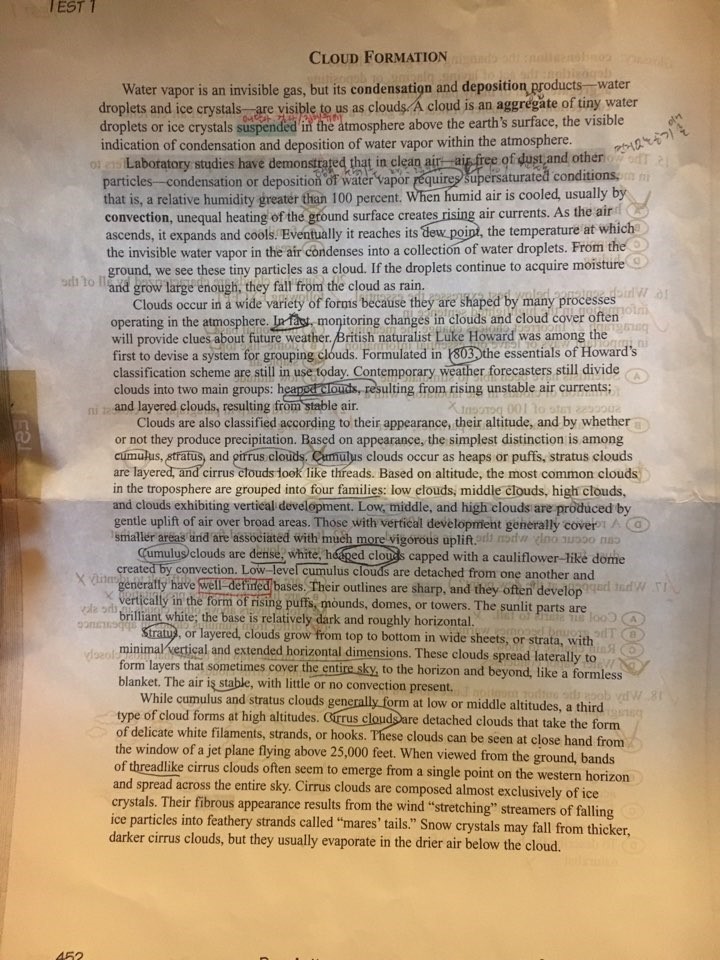 TEST 1
CLOUD FORMATION
Water vapor is an invisible gas, but its condensation and deposition products—water
droplets and ice crystals—are visible to us as clouds. A cloud is an aggregate of tiny water
droplets or ice crystals suspended in the atmosphere above the earth's surface, the visible
indication of condensation and deposition of water vapor within the atmosphere.
Laboratory studies have demonstrated that in clean air—air free of dust and other
particles—condensation or deposition of water vapor requires supersaturated conditions,
that is, a relative humidity greater than 100 percent. When humid air is cooled, usually by
convection, unequal heating of the ground surface creates rising air currents. As the air
ascends, it expands and cools. Eventually it reaches its dew point, the temperature at which
the invisible water vapor in the air condenses into a collection of water droplets. From the
ground, we see these tiny particles as a cloud. If the droplets continue to acquire moisture
and grow large enough, they fall from the cloud as rain.
Clouds occur in a wide variety of forms because they are shaped by many processes
operating in the atmosphere. In fact, monitoring changes in clouds and cloud cover often
will provide clues about future weather. British naturalist Luke Howard was among the
first to devise a system for grouping clouds. Formulated in 1803, the essentials of Howard's
classification scheme are still in use today. Contemporary weather forecasters still divide
clouds into two main groups: heaped clouds, resulting from rising unstable air currents;
and layered clouds, resulting from stable air.
Clouds are also classified according to their appearance, their altitude, and by whether
or not they produce precipitation. Based on appearance, the simplest distinction is among
cumulus, stratus, and cirrus clouds. Cumulus clouds occur as heaps or puffs, stratus clouds
are layered, and cirrus clouds look like threads. Based on altitude, the most common clouds
in the troposphere are grouped into four families: low clouds, middle clouds, high clouds,
and clouds exhibiting vertical development. Low, middle, and high clouds are produced by
gentle uplift of air over broad areas. Those with vertical development generally cover
smaller areas and are associated with much more vigorous uplift.
Cumulus clouds are dense, white, heaped clouds capped with a cauliflower-like dome
created by convection. Low-level cumulus clouds are detached from one another and
generally have well-defined bases. Their outlines are sharp, and they often develop
vertically in the form of rising puffs, mounds, domes, or towers. The sunlit parts are
brilliant white; the base is relatively dark and roughly horizontal.
Stratus, or layered, clouds grow from top to bottom in wide sheets, or strata, with
minimal vertical and extended horizontal dimensions. These clouds spread laterally to
form layers that sometimes cover the entire sky, to the horizon and beyond, like a formless
blanket. The air is stable, with little or no convection present.
While cumulus and stratus clouds generally form at low or middle altitudes, a third
type of cloud forms at high altitudes. Cirrus clouds are detached clouds that take the form
of delicate white filaments, strands, or hooks. These clouds can be seen at close hand from
the window of a jet plane flying above 25,000 feet. When viewed from the ground, bands
of threadlike cirrus clouds often seem to emerge from a single point on the western horizon
and spread across the entire sky. Cirrus clouds are composed almost exclusively of ice
crystals. Their fibrous appearance results from the wind "stretching" streamers of falling
ice particles into feathery strands called "mares' tails." Snow crystals may fall from thicker,
darker cirrus clouds, but they usually evaporate in the drier air below the cloud.
452